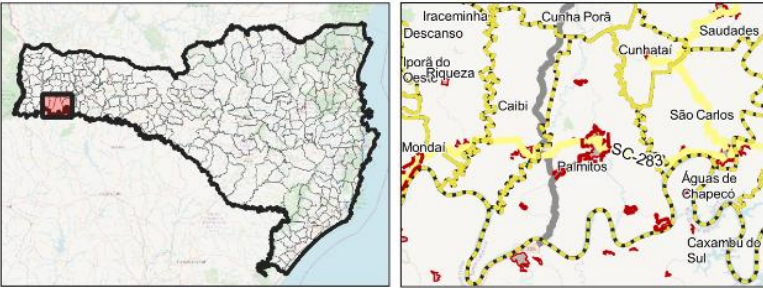 Iraceminha
Cunha Porã
Saudades
Descanso
Cunhataí
Iporã do
Oeste
Riqueza
Caibi
São Carlos
Mondaí
SC-283
Palmitos
Águas de
Chapecó
Caxambu do
Sul